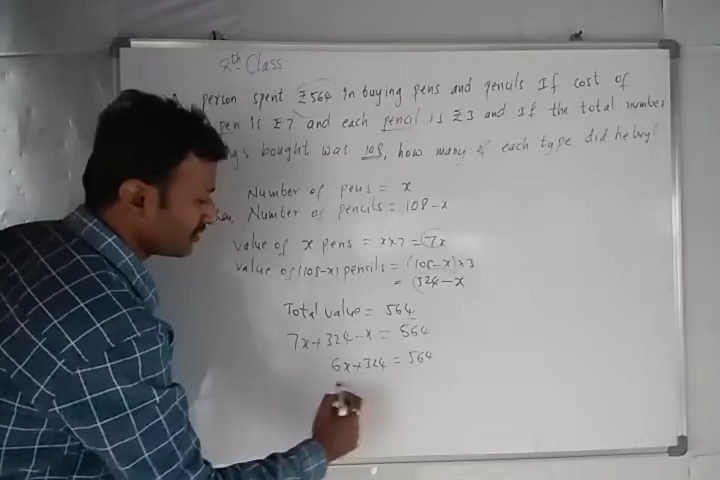 8th Class
person spent ₹564 in buying pens and pencils If cost of
pen is ₹7 and each pencil is ₹3 and If the total number
bought was 108, how many of each type did he buy?
Number of pens = x
Number of pencils = 108-x
value of x pens = x×7 = 7x
value of (108-x) pencils = (108-x)×3
= (324-x
Total value = 564
7x+324-x = 564
6x+324 = 564